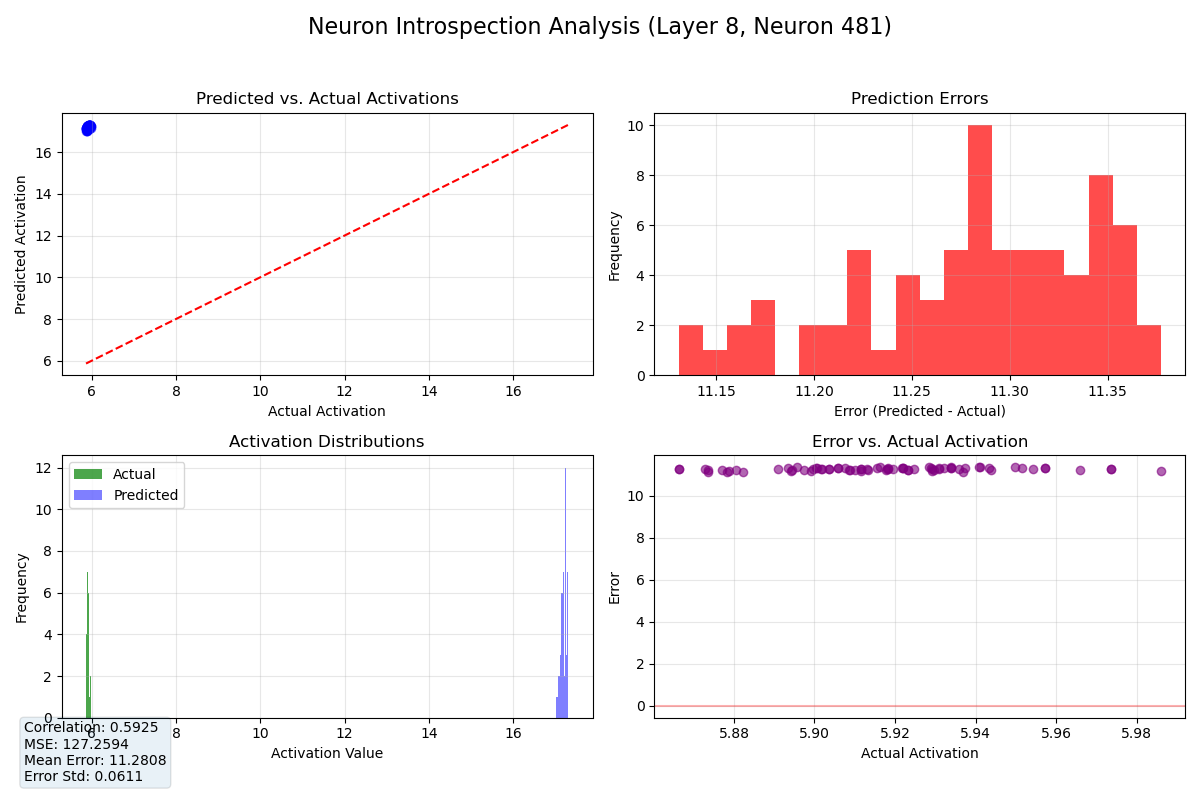 Neuron Introspection Analysis (Layer 8, Neuron 481)
Predicted vs. Actual Activations
Predicted Activation
16
14
12
10
8
6
6 8 10 12 14 16
Actual Activation
Prediction Errors
Frequency
10
8
6
4
2
0
11.15 11.20 11.25 11.30 11.35
Error (Predicted - Actual)
Activation Distributions
Actual
Predicted
Frequency
12
10
8
6
4
2
0
6 8 10 12 14 16
Activation Value
Error vs. Actual Activation
Error
10
8
6
4
2
0
5.88 5.90 5.92 5.94 5.96 5.98
Actual Activation
Correlation: 0.5925
MSE: 127.2594
Mean Error: 11.2808
Error Std: 0.0611